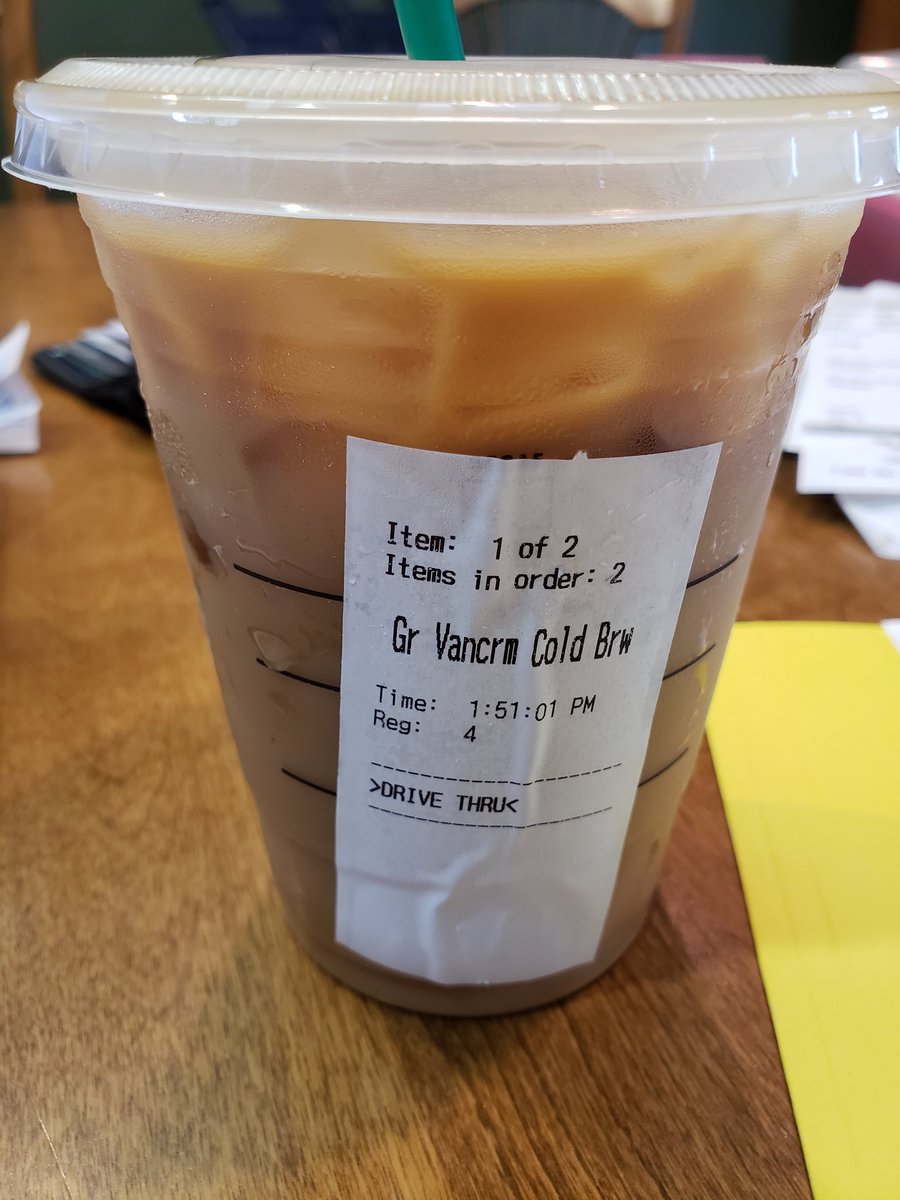 Item: 1 of 2
Items in order: 2
Gr Vancrm Cold Brw
Time: 1:51:01 PM
Reg: 4
>DRIVE THRU<